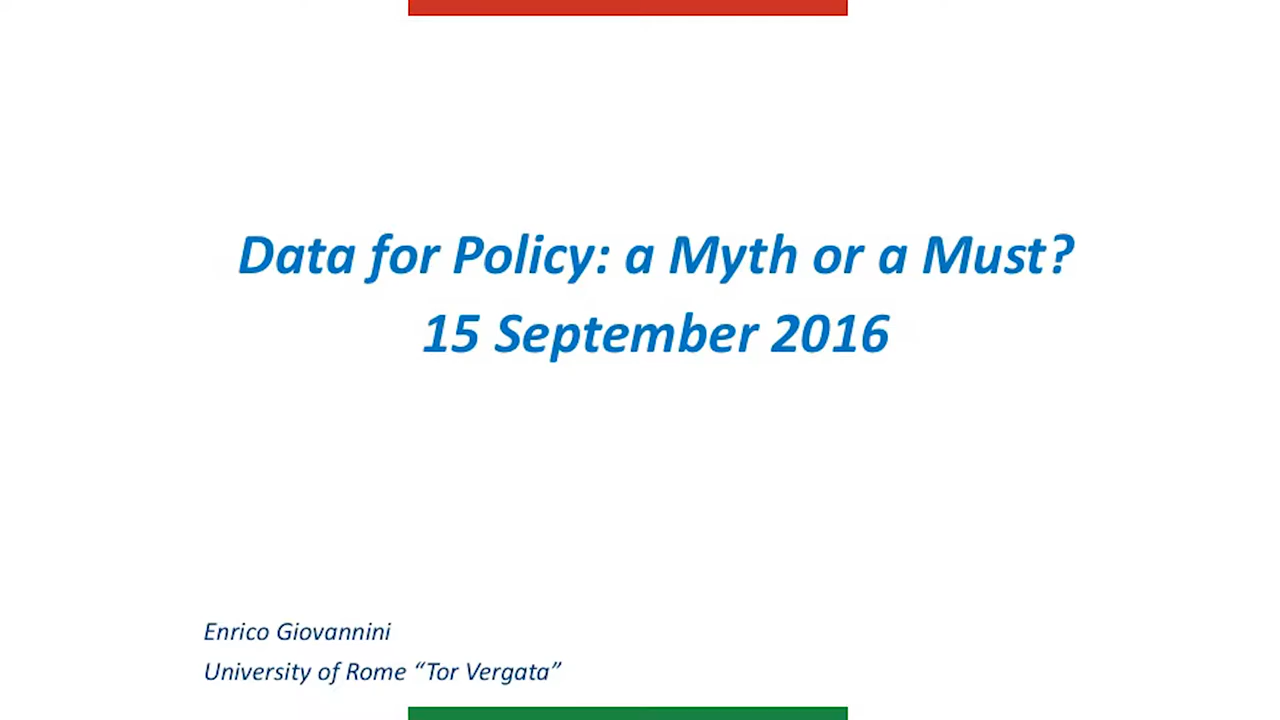 Data for Policy: a Myth or a Must?
15 September 2016
Enrico Giovannini
University of Rome “Tor Vergata”